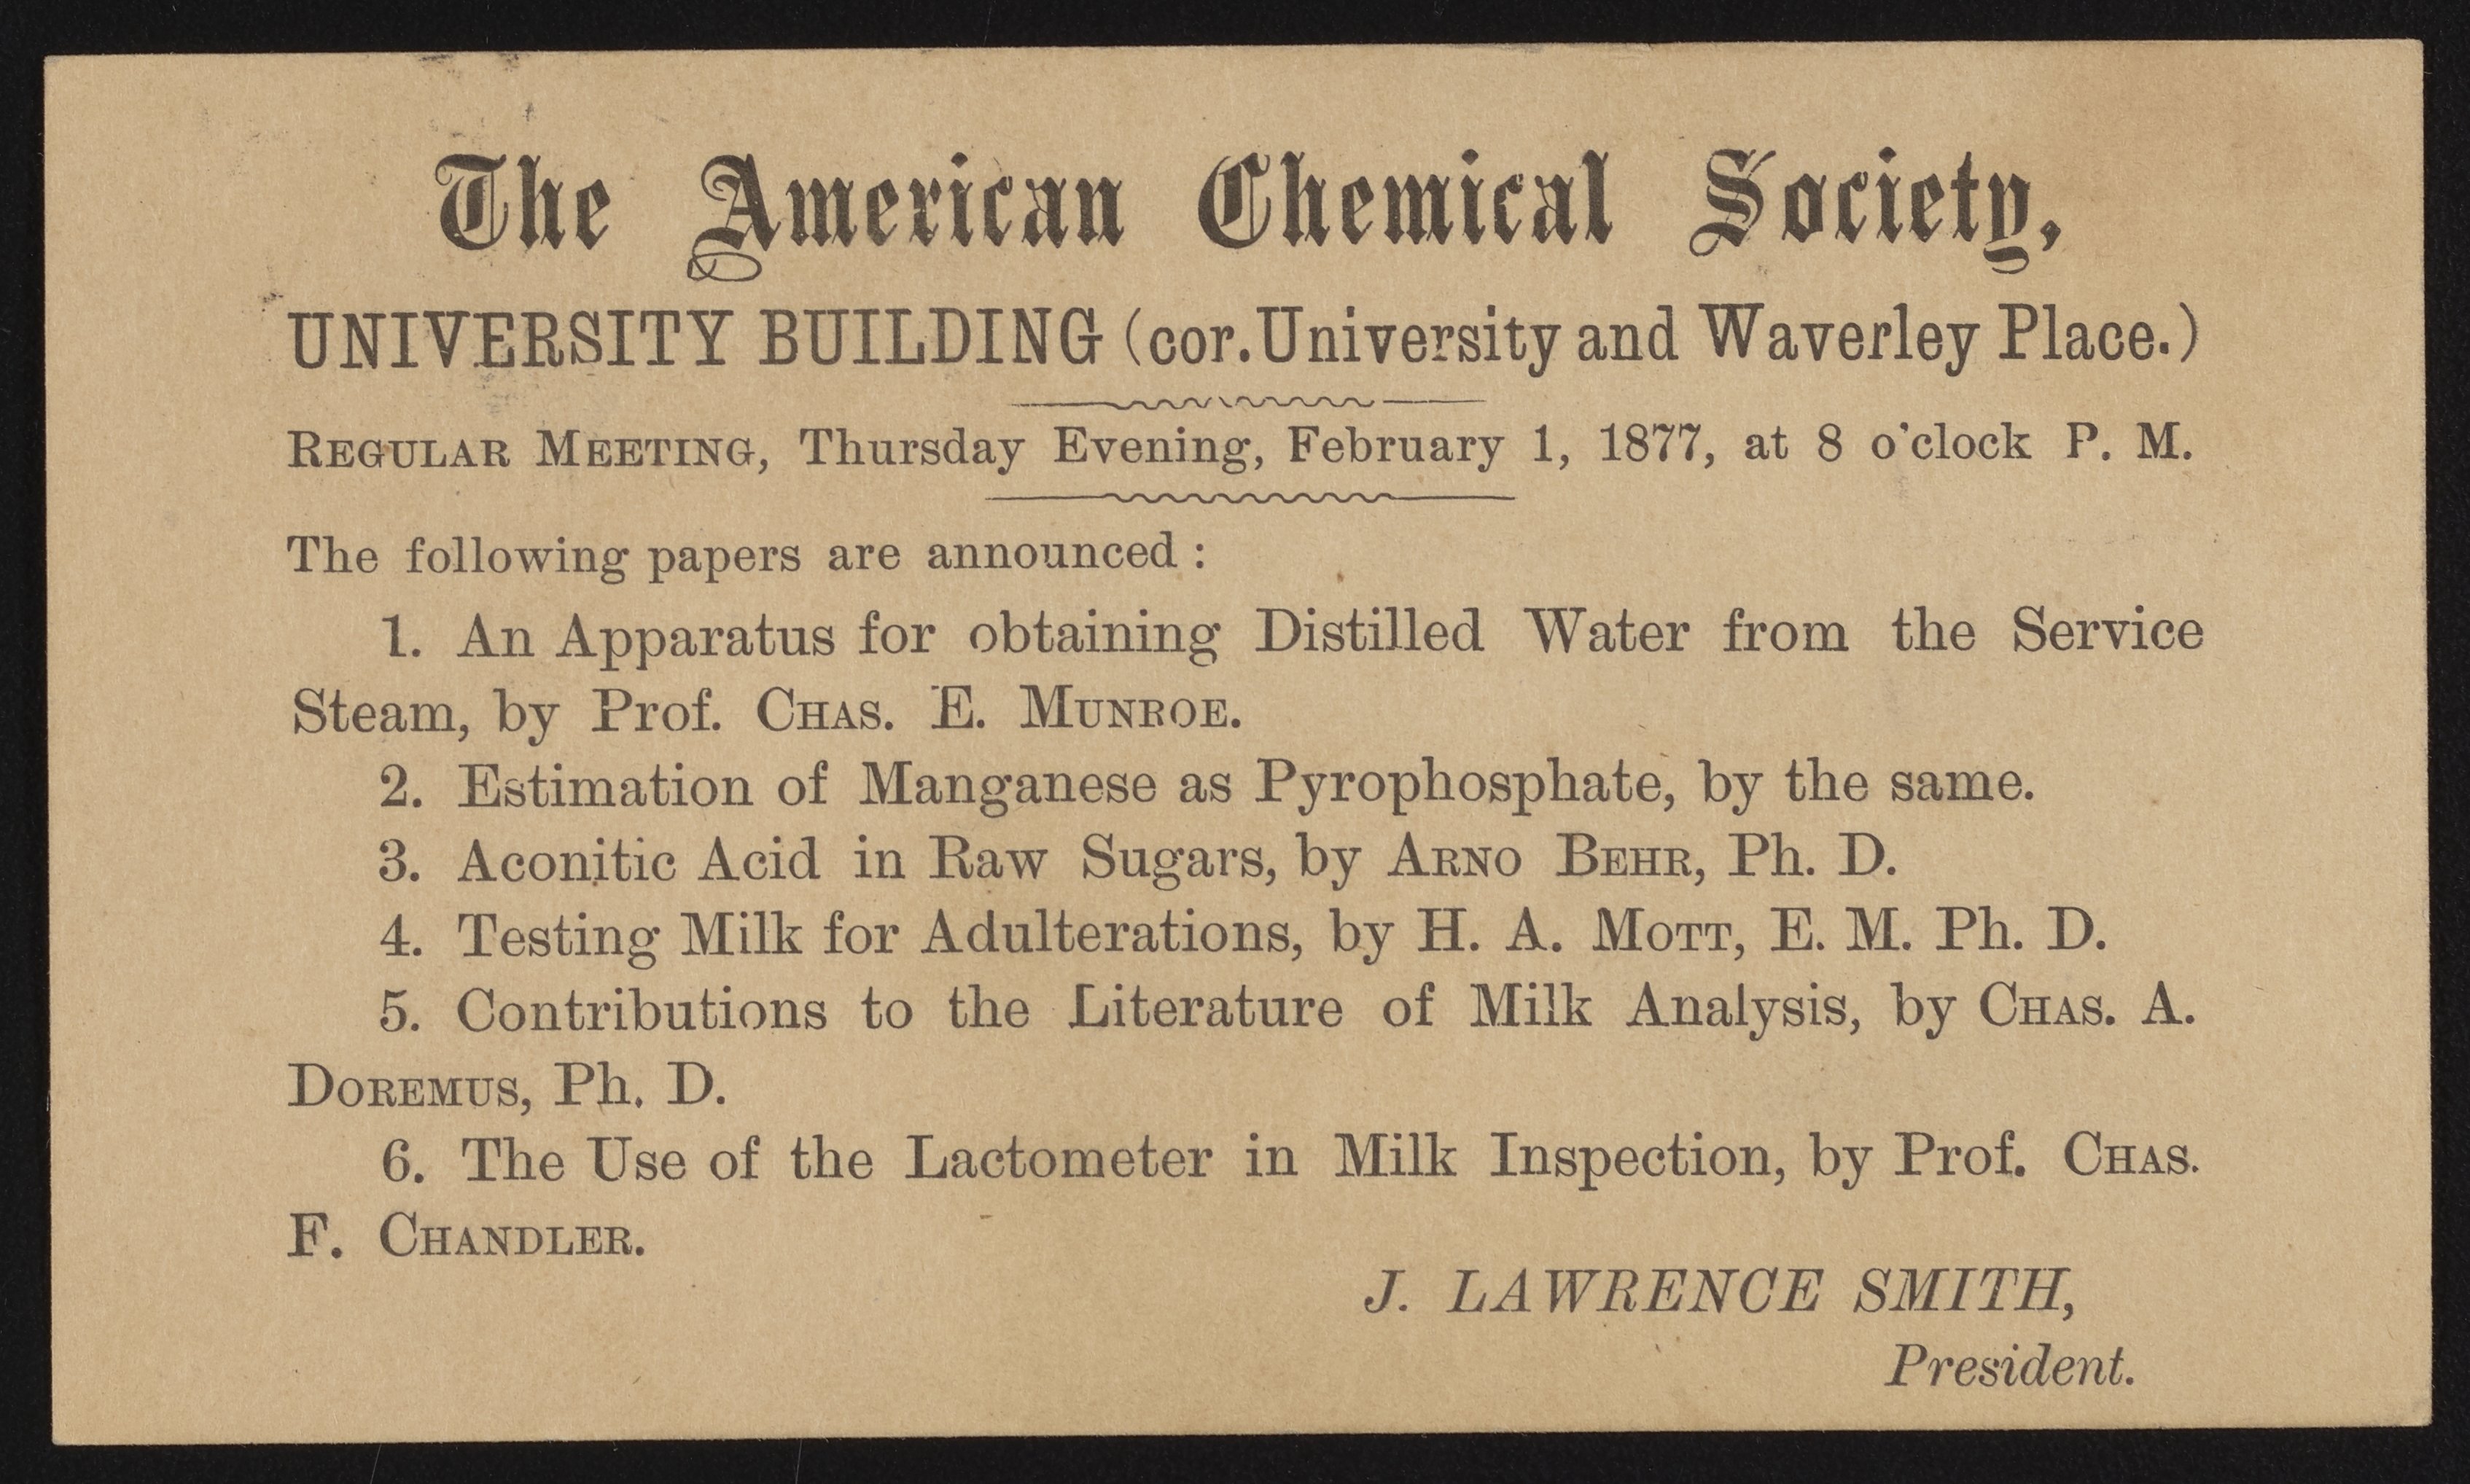 The American Chemical Society,
UNIVERSITY BUILDING (cor. University and Waverley Place.)
REGULAR MEETING, Thursday Evening, February 1, 1877, at 8 o'clock P. M.
The following papers are announced :
1. An Apparatus for obtaining Distilled Water from the Service
Steam, by Prof. CHAS. E. MUNROE.
2. Estimation of Manganese as Pyrophosphate, by the same.
3. Aconitic Acid in Raw Sugars, by ARNO BEHR, Ph. D.
4. Testing Milk for Adulterations, by H. A. MOTT, E. M. Ph. D.
5. Contributions to the Literature of Milk Analysis, by CHAS. A.
DOREMUS, Ph. D.
6. The Use of the Lactometer in Milk Inspection, by Prof. CHAS.
F. CHANDLER.
J. LAWRENCE SMITH,
President.